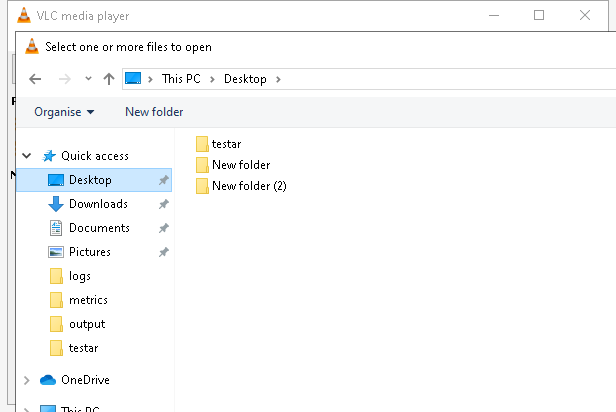 VLC media player
Select one or more files to open
This PC > Desktop >
Organise New folder
Quick access
Desktop
Downloads
Documents
Pictures
logs
metrics
output
testar
OneDrive
This PC
testar
New folder
New folder (2)